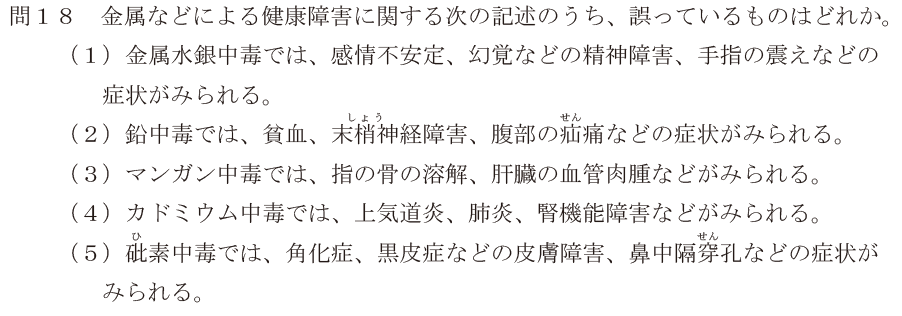 問18　金属などによる健康障害に関する次の記述のうち、誤っているものはどれか。
(1)金属水銀中毒では、感情不安定、幻覚などの精神障害、手指の震えなどの
症状がみられる。
(2)鉛中毒では、貧血、末梢神経障害、腹部の疝痛などの症状がみられる。
(3)マンガン中毒では、指の骨の溶解、肝臓の血管肉腫などがみられる。
(4)カドミウム中毒では、上気道炎、肺炎、腎機能障害などがみられる。
(5)砒素中毒では、角化症、黒皮症などの皮膚障害、鼻中隔穿孔などの症状が
みられる。